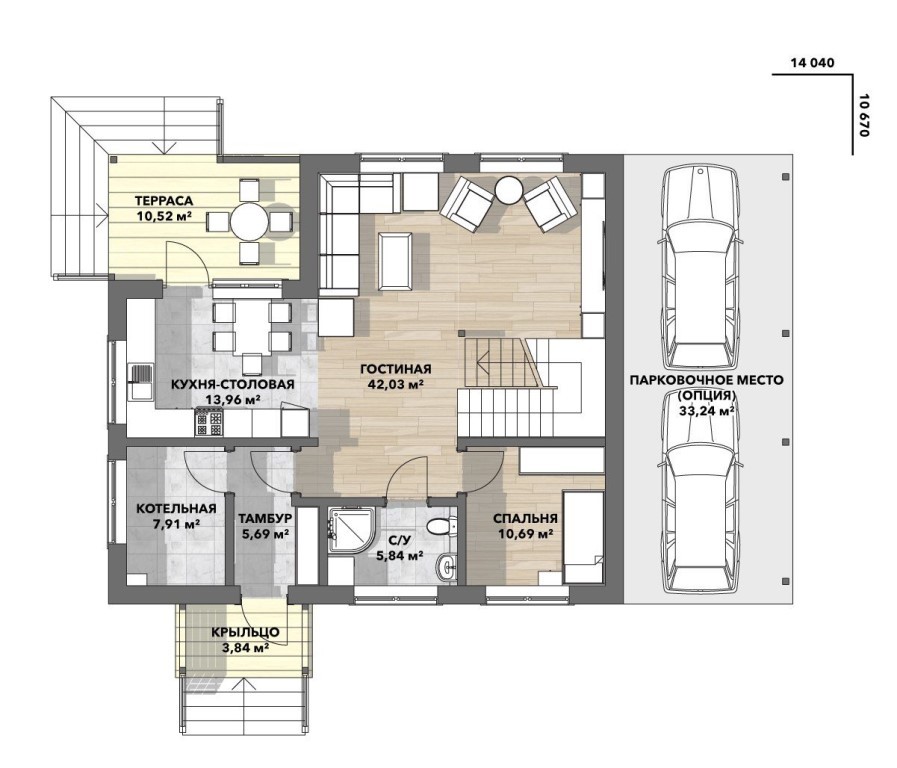 14 040
10 670
ТЕРРАСА
10,52 м²
ГОСТИНАЯ
42,03 м²
КУХНЯ-СТОЛОВАЯ
13,96 м²
ПАРКОВОЧНОЕ МЕСТО
(ОПЦИЯ)
33,24 м²
КОТЕЛЬНАЯ
7,91 м²
ТАМБУР
5,69 м²
С/У
5,84 м²
СПАЛЬНЯ
10,69 м²
КРЫЛЬЦО
3,84 м²